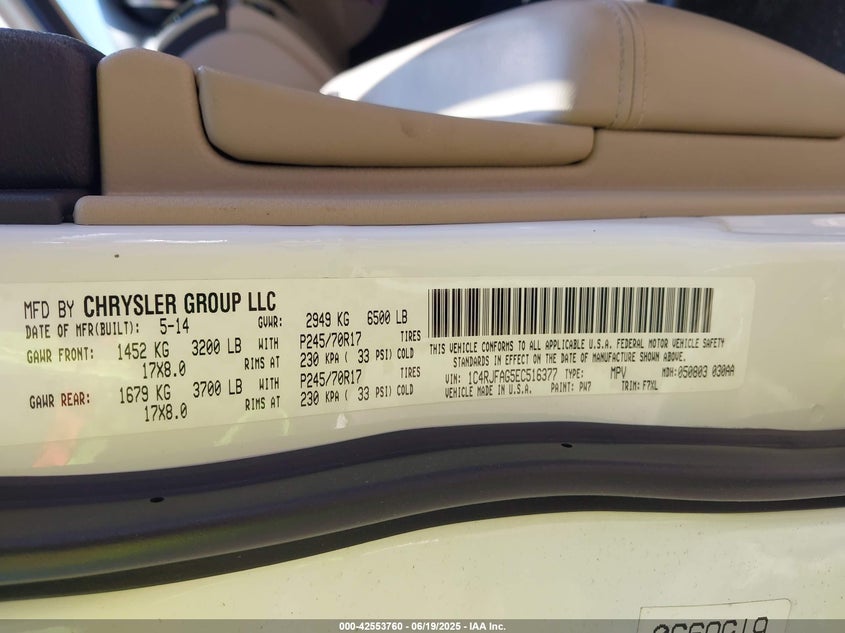 MFD BY CHRYSLER GROUP LLC
DATE OF MFR(BUILT): 5-14 GVWR: 2949 KG 6500 LB
GAWR FRONT: 1452 KG 3200 LB WITH P245/70R17 TIRES
17X8.0 RIMS AT 230 KPA ( 33 PSI) COLD
GAWR REAR: 1679 KG 3700 LB WITH P245/70R17 TIRES
17X8.0 RIMS AT 230 KPA ( 33 PSI) COLD
THIS VEHICLE CONFORMS TO ALL APPLICABLE U.S.A. FEDERAL MOTOR VEHICLE SAFETY
STANDARDS IN EFFECT ON THE DATE OF MANUFACTURE SHOWN ABOVE.
VIN: 1C4RJFAG5EC516377 TYPE: MPV MDH: 050803 030AA
VEHICLE MADE IN U.S.A. PAINT: PW7 TRIM: F7XL
000-42553760 - 06/19/2025 - IAA Inc.